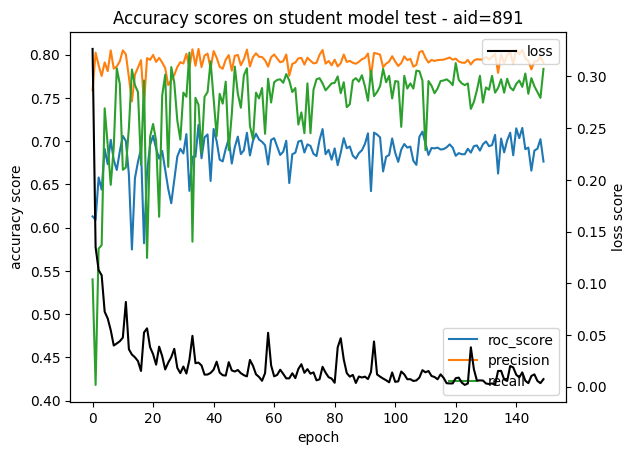 Accuracy scores on student model test - aid=891
accuracy score
0.80
0.75
0.70
0.65
0.60
0.55
0.50
0.45
0.40
0 20 40 60 80 100 120 140
epoch
loss score
0.30
0.25
0.20
0.15
0.10
0.05
0.00
loss
roc_score
precision
recall